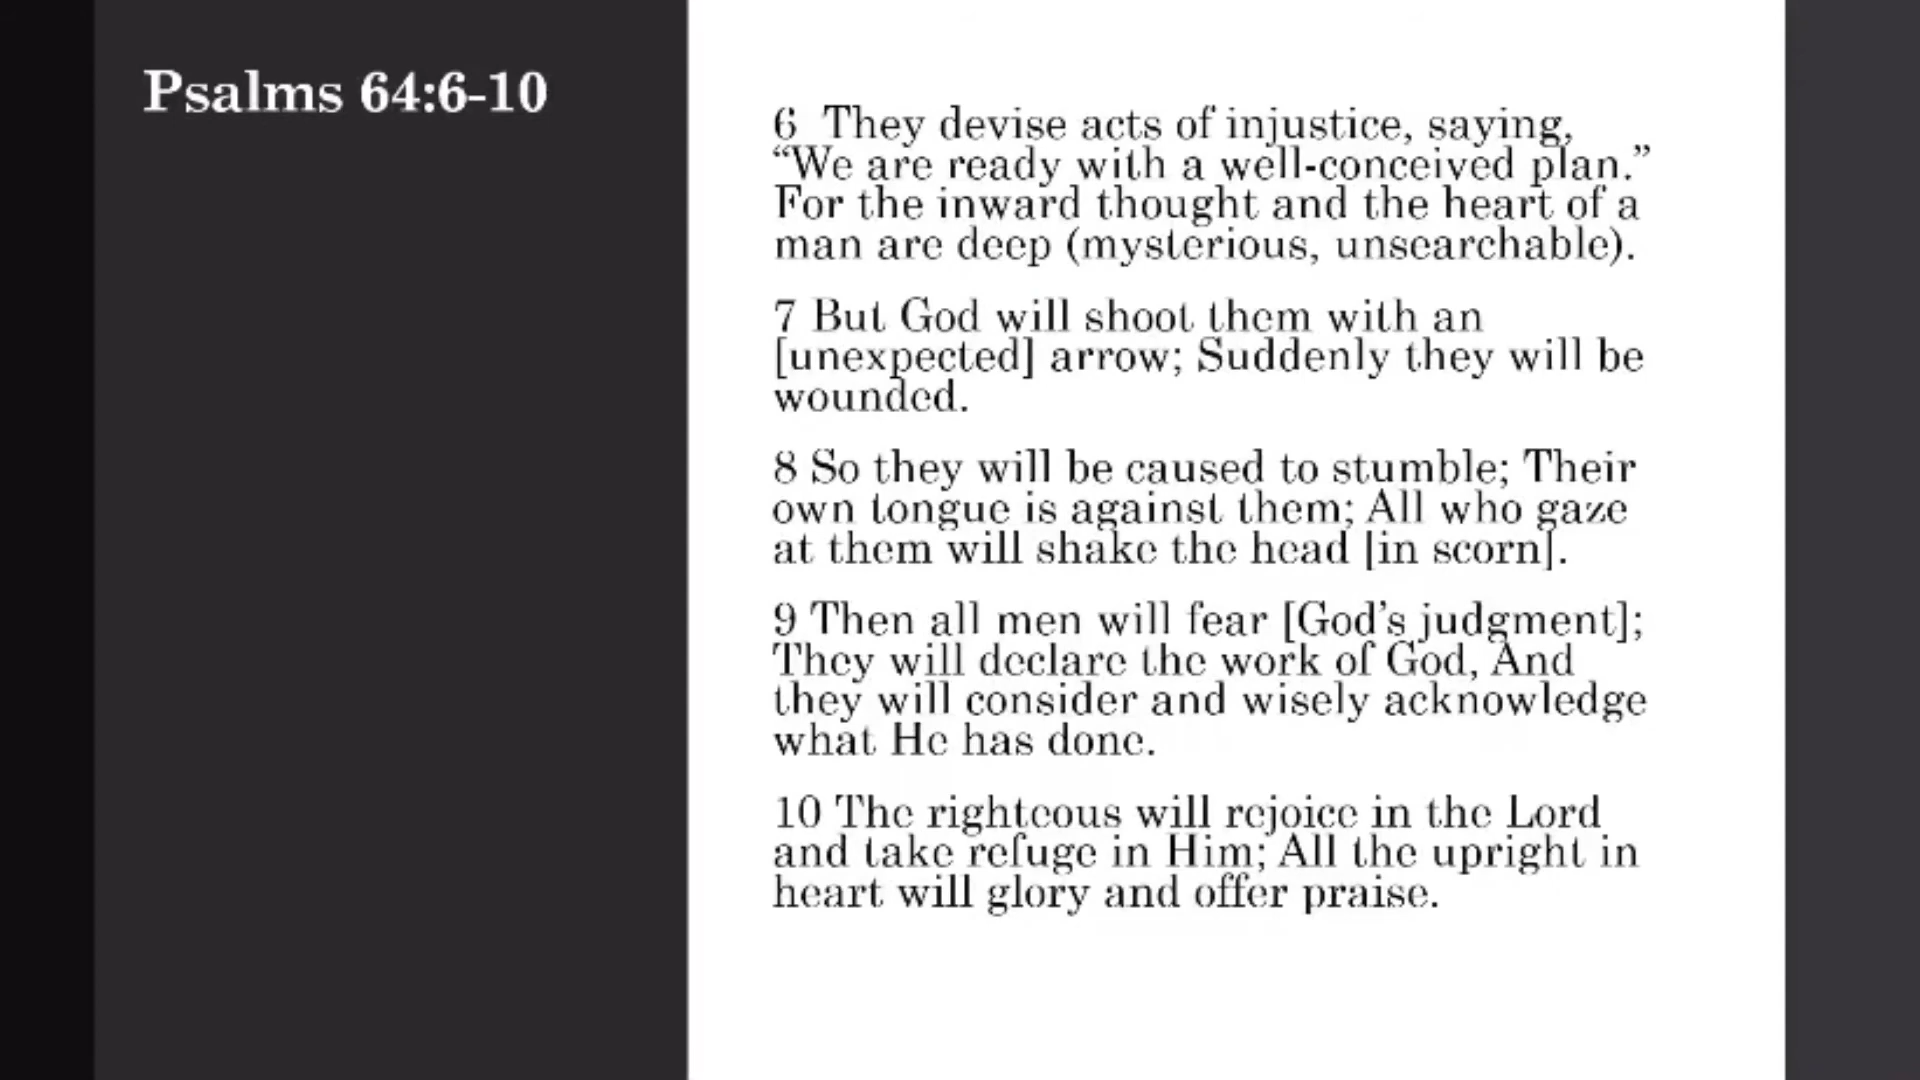 Psalms 64:6-10
6 They devise acts of injustice, saying,
“We are ready with a well-conceived plan.”
For the inward thought and the heart of a
man are deep (mysterious, unsearchable).
7 But God will shoot them with an
[unexpected] arrow; Suddenly they will be
wounded.
8 So they will be caused to stumble; Their
own tongue is against them; All who gaze
at them will shake the head [in scorn].
9 Then all men will fear [God’s judgment];
They will declare the work of God, And
they will consider and wisely acknowledge
what He has done.
10 The righteous will rejoice in the Lord
and take refuge in Him; All the upright in
heart will glory and offer praise.